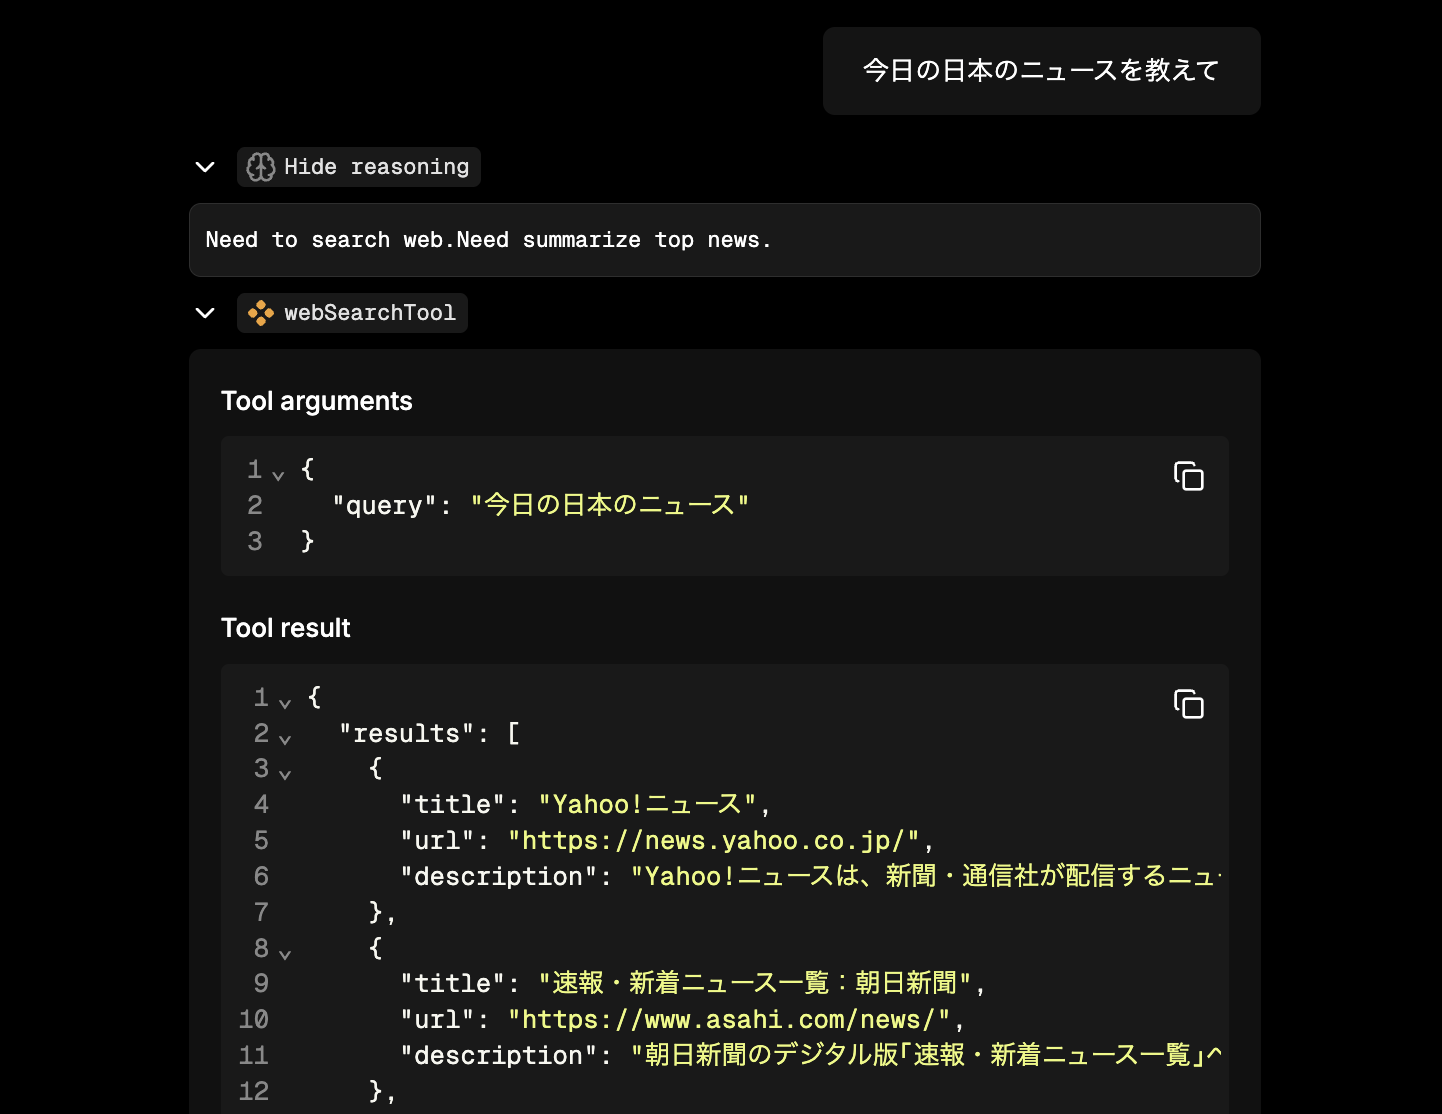 今日の日本のニュースを教えて
Hide reasoning
Need to search web.Need summarize top news.
webSearchTool
Tool arguments
1 {
2 "query": "今日の日本のニュース"
3 }
Tool result
1 {
2 "results": [
3 {
4 "title": "Yahoo!ニュース",
5 "url": "https://news.yahoo.co.jp/",
6 "description": "Yahoo!ニュースは、新聞・通信社が配信するニュ
7 },
8 {
9 "title": "速報・新着ニュース一覧：朝日新聞",
10 "url": "https://www.asahi.com/news/",
11 "description": "朝日新聞のデジタル版｢速報・新着ニュース一覧｣ペ
12 },